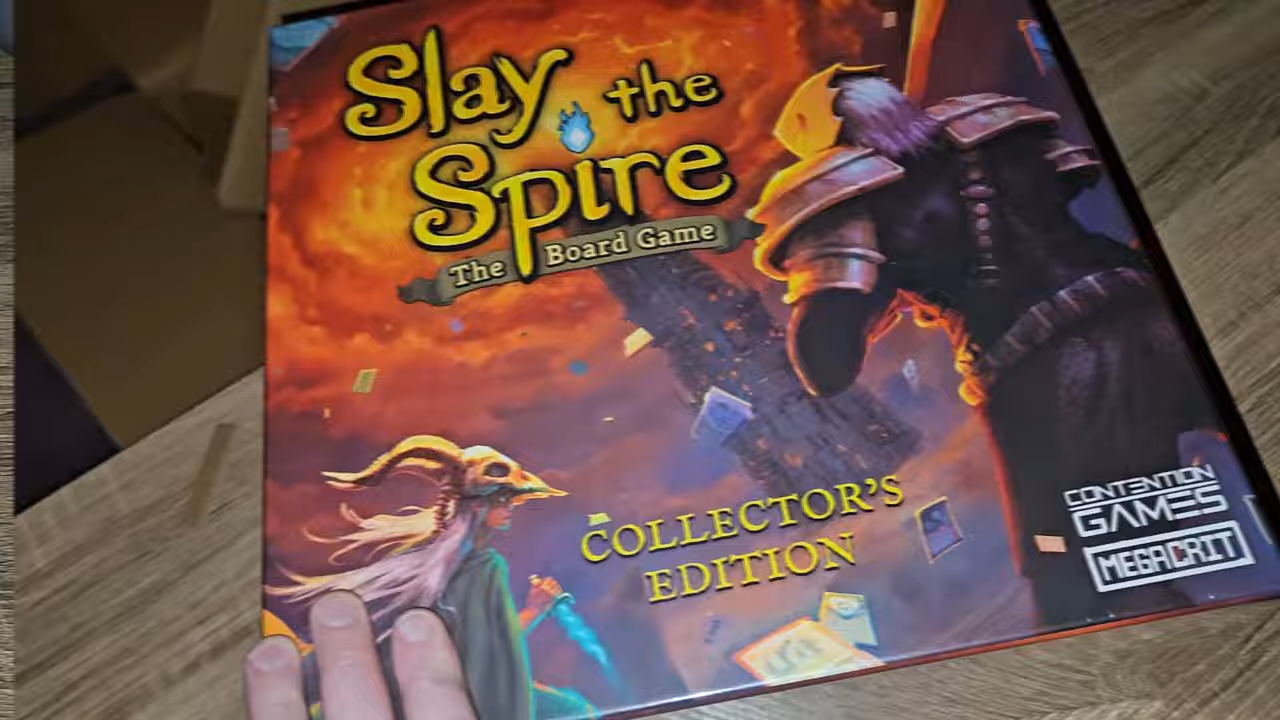 Slay the
Spire
The Board Game
COLLECTOR'S
EDITION
CONTENTION
GAMES
MEGACRIT